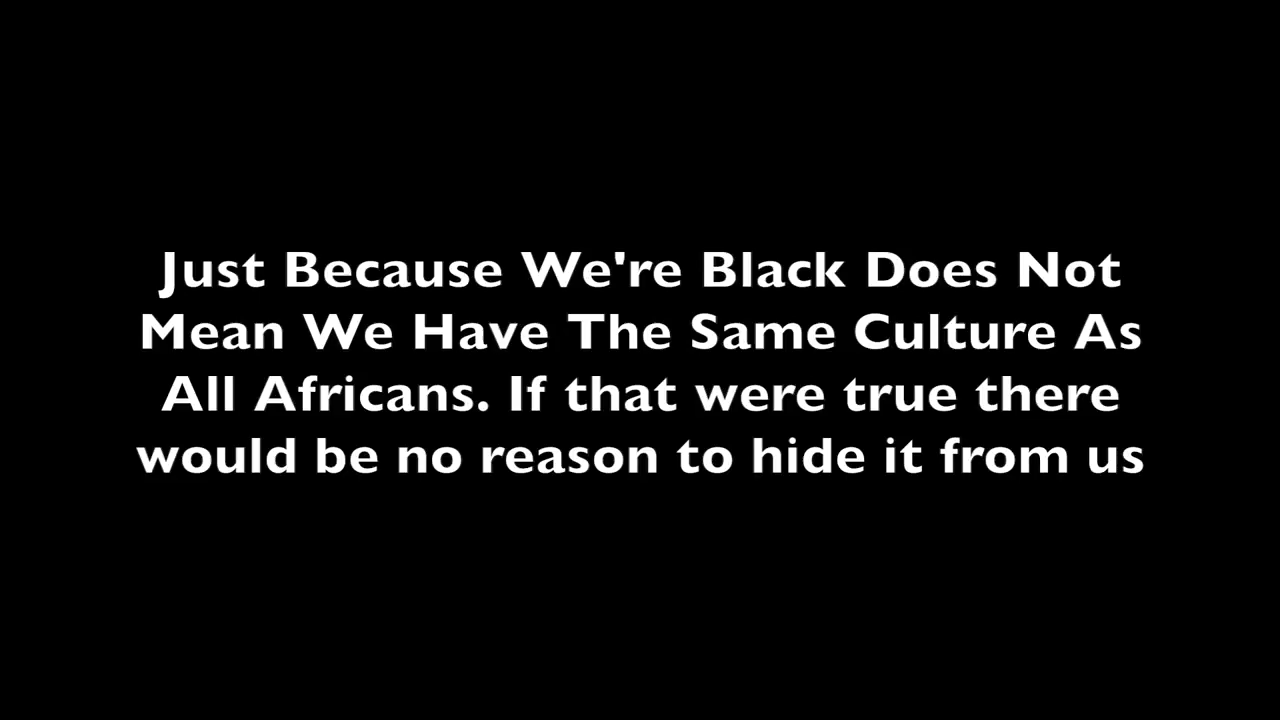 Just Because We're Black Does Not
Mean We Have The Same Culture As
All Africans. If that were true there
would be no reason to hide it from us